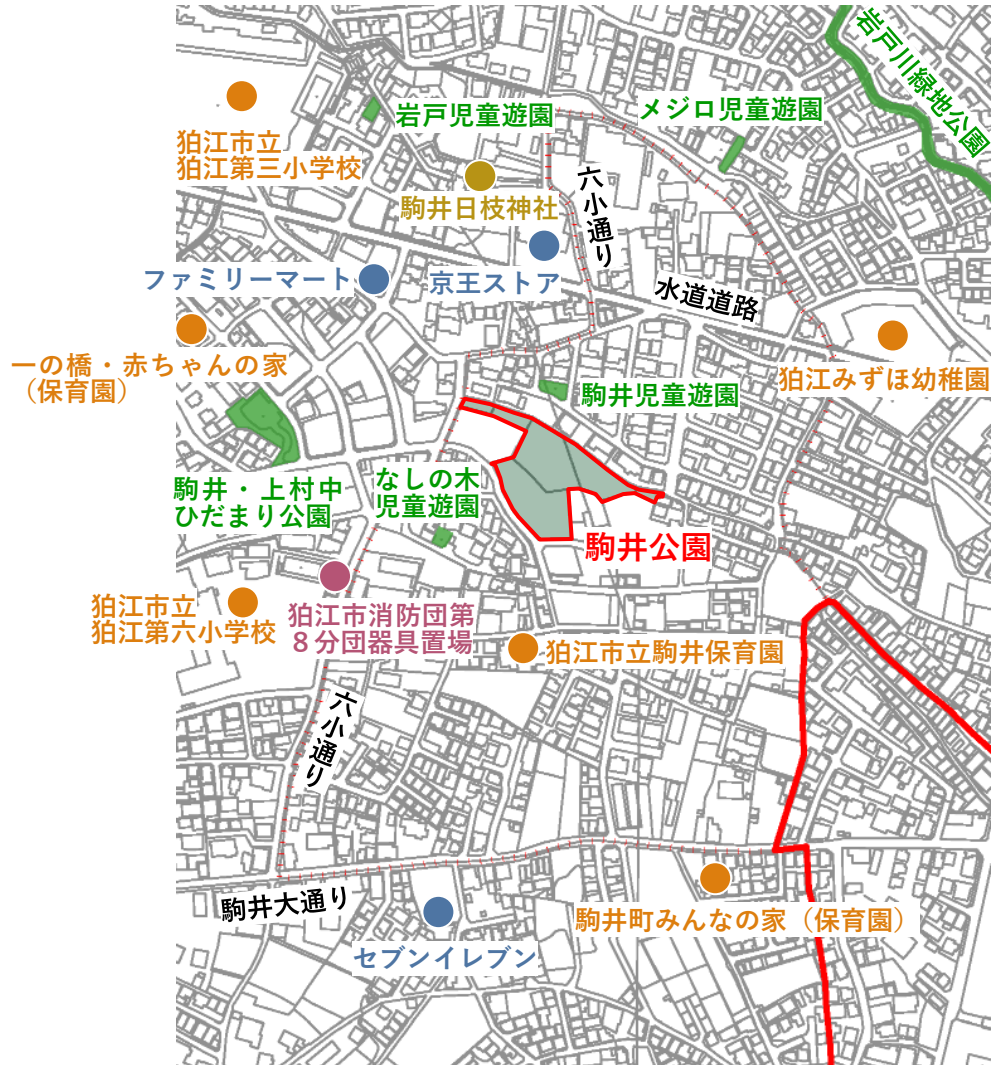 岩戸川緑地公園
岩戸児童遊園
メジロ児童遊園
狛江市立
狛江第三小学校
六小通り
駒井日枝神社
ファミリーマート
京王ストア
水道道路
一の橋・赤ちゃんの家
（保育園）
狛江みずほ幼稚園
駒井児童遊園
駒井・上村中
ひだまり公園
なしの木
児童遊園
駒井公園
狛江市立
狛江第六小学校
狛江市消防団第
８分団器具置場
狛江市立駒井保育園
六小通り
駒井大通り
駒井町みんなの家（保育園）
セブンイレブン